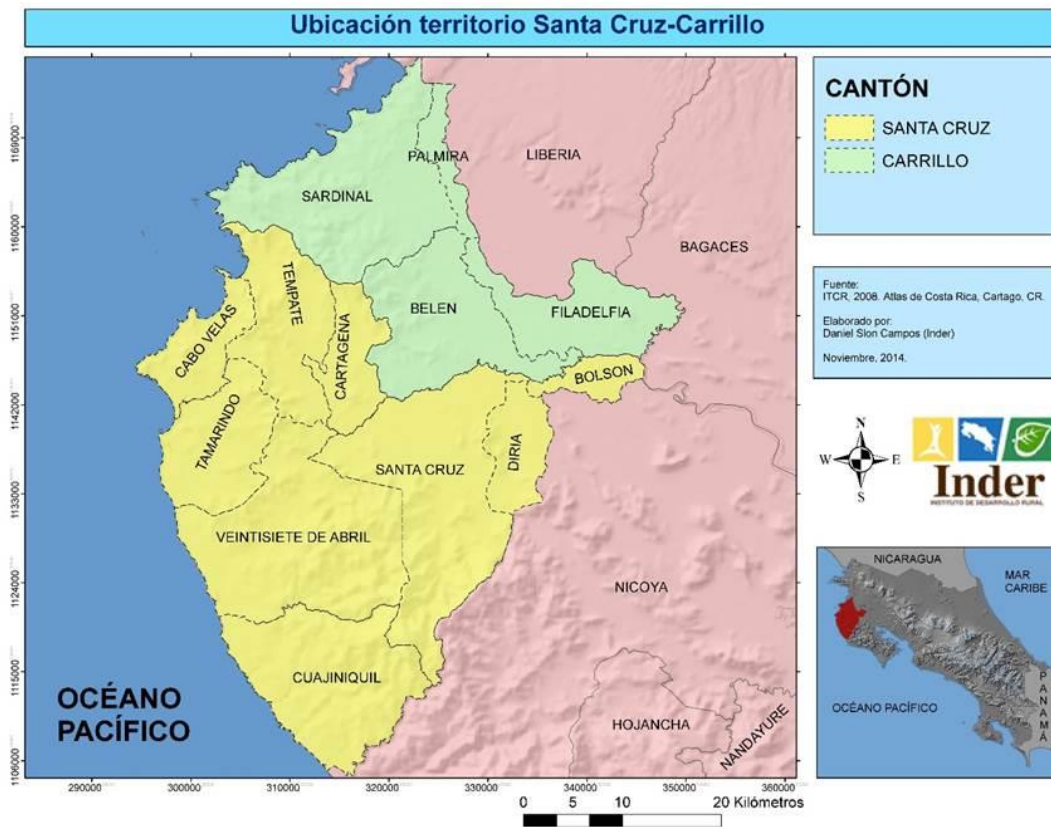 Ubicación territorio Santa Cruz-Carrillo
CANTÓN
SANTA CRUZ
CARRILLO
Fuente:
ITCR, 2008. Atlas de Costa Rica, Cartago, CR.
Elaborado por:
Daniel Slon Campos (Inder)
Noviembre, 2014.
N
W
E
S
Inder
INSTITUTO DE DESARROLLO RURAL
NICARAGUA
MAR
CARIBE
OCÉANO PACÍFICO
PANAMÁ
PALMIRA
LIBERIA
SARDINAL
BAGACES
TEMPATE
BELEN
FILADELFIA
CABO VELAS
CARTAGENA
BOLSON
TAMARINDO
SANTA CRUZ
DIRIA
VEINTISIETE DE ABRIL
NICOYA
CUAJINIQUIL
OCÉANO
PACÍFICO
HOJANCHA
NANDAYURE
1169000
1160000
1151000
1142000
1133000
1124000
1115000
1106000
290000
300000
310000
320000
330000
340000
350000
360000
0 5 10 20 Kilómetros